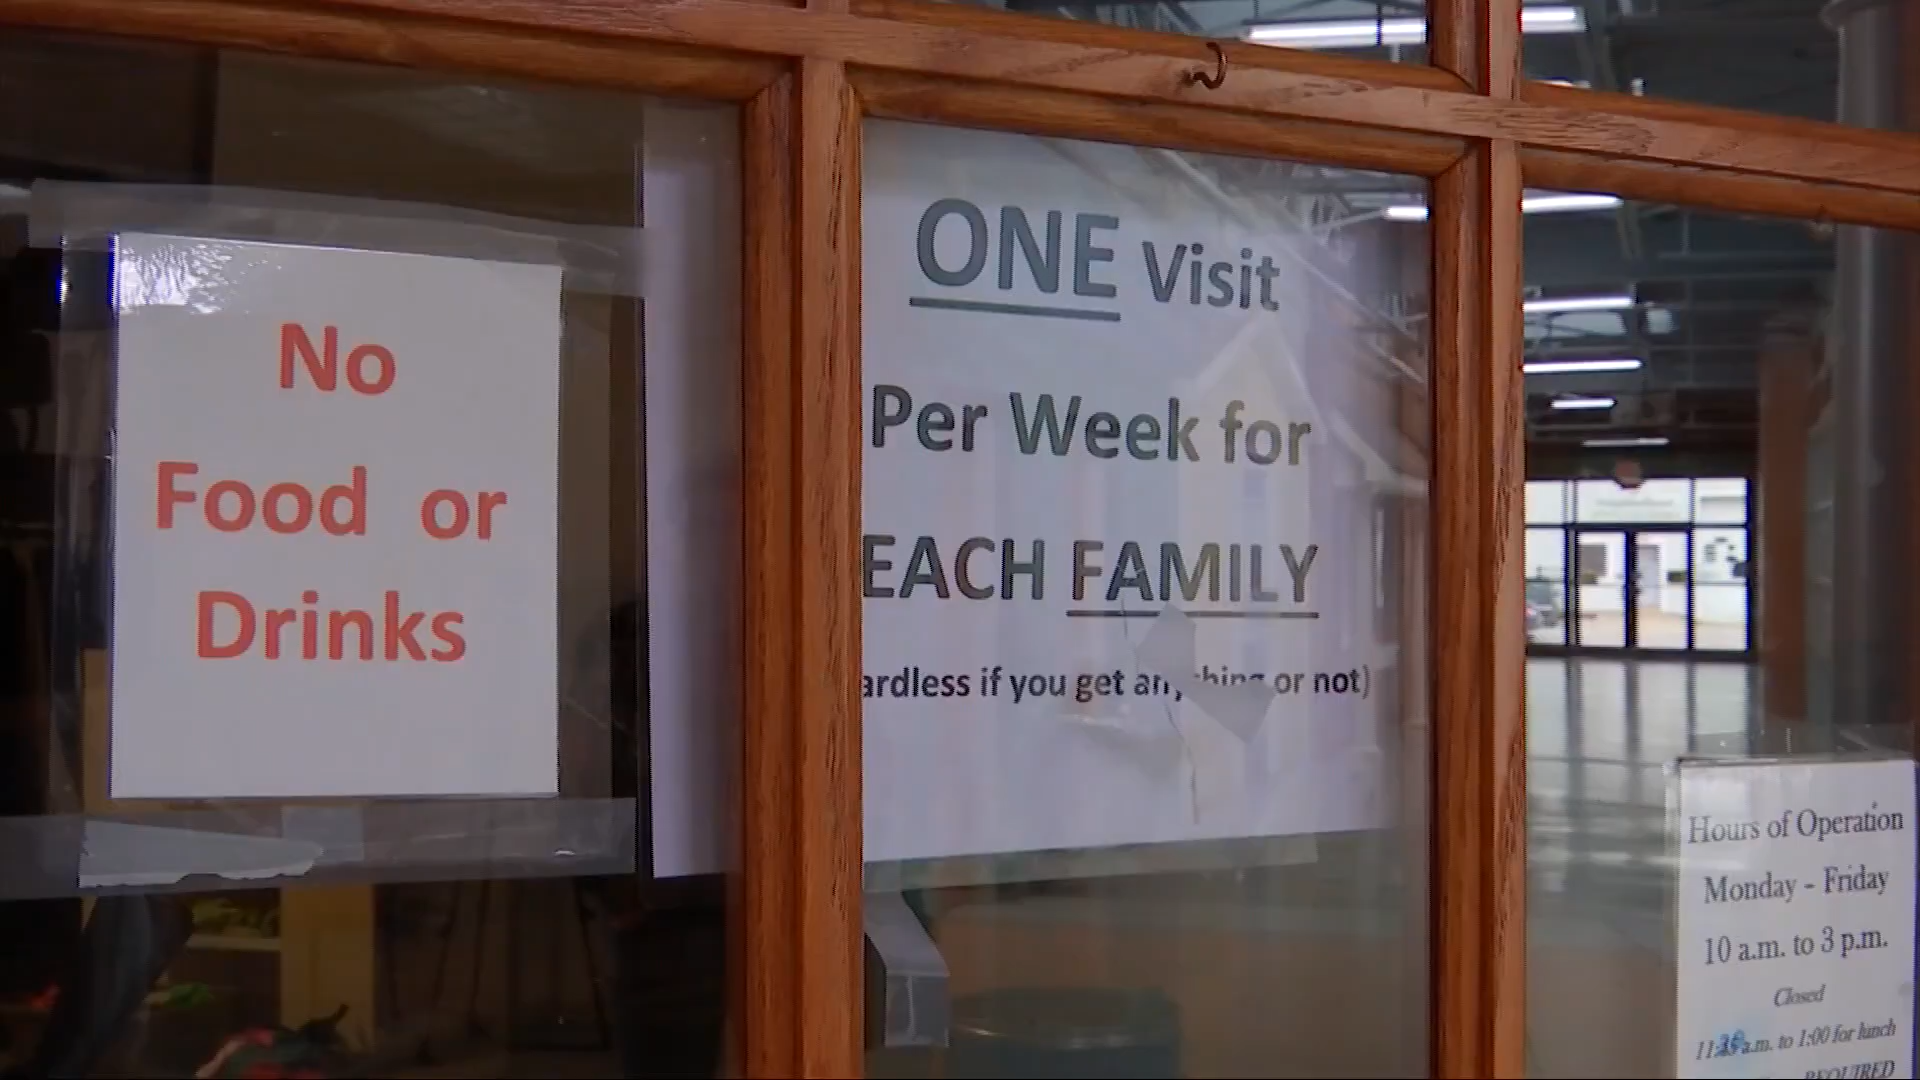 No
Food or
Drinks
ONE Visit
Per Week for
EACH FAMILY
ardless if you get or not)
Hours of Operation
Monday - Friday
10 a.m. to 3 p.m.
Closed
a.m. to 1:00 for lunch
REQUIRED